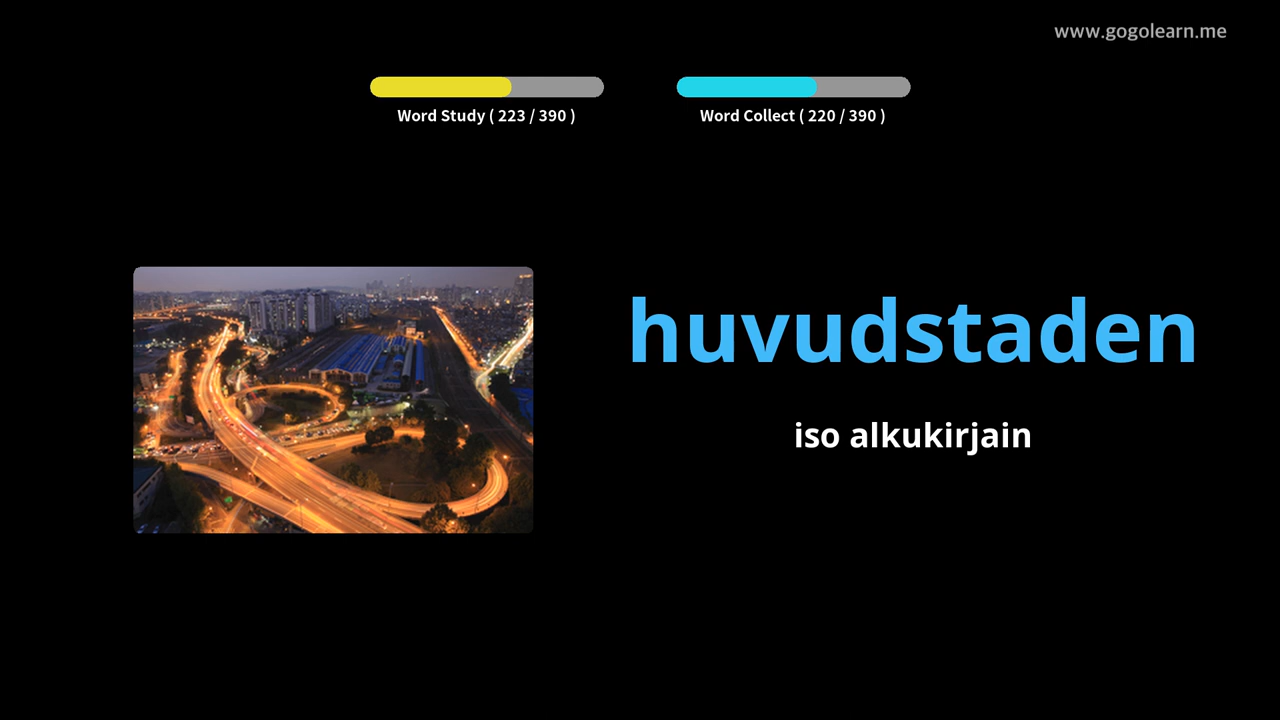 www.gogolearn.me
Word Study ( 223 / 390 )
Word Collect ( 220 / 390 )
huvudstaden
iso alkukirjain